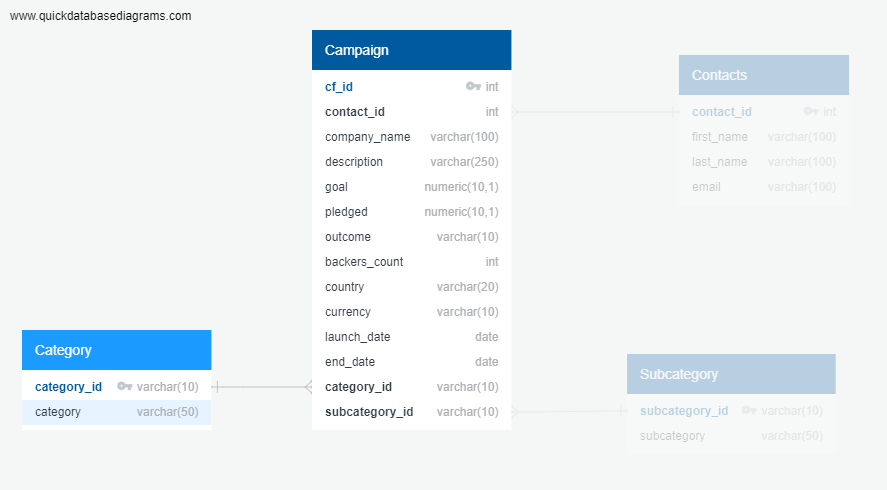 www.quickdatabasediagrams.com
Campaign
cf_id int
contact_id int
company_name varchar(100)
description varchar(250)
goal numeric(10,1)
pledged numeric(10,1)
outcome varchar(10)
backers_count int
country varchar(20)
currency varchar(10)
launch_date date
end_date date
category_id varchar(10)
subcategory_id varchar(10)
Contacts
contact_id int
first_name varchar(100)
last_name varchar(100)
email varchar(100)
Category
category_id varchar(10)
category varchar(50)
Subcategory
subcategory_id varchar(10)
subcategory varchar(50)